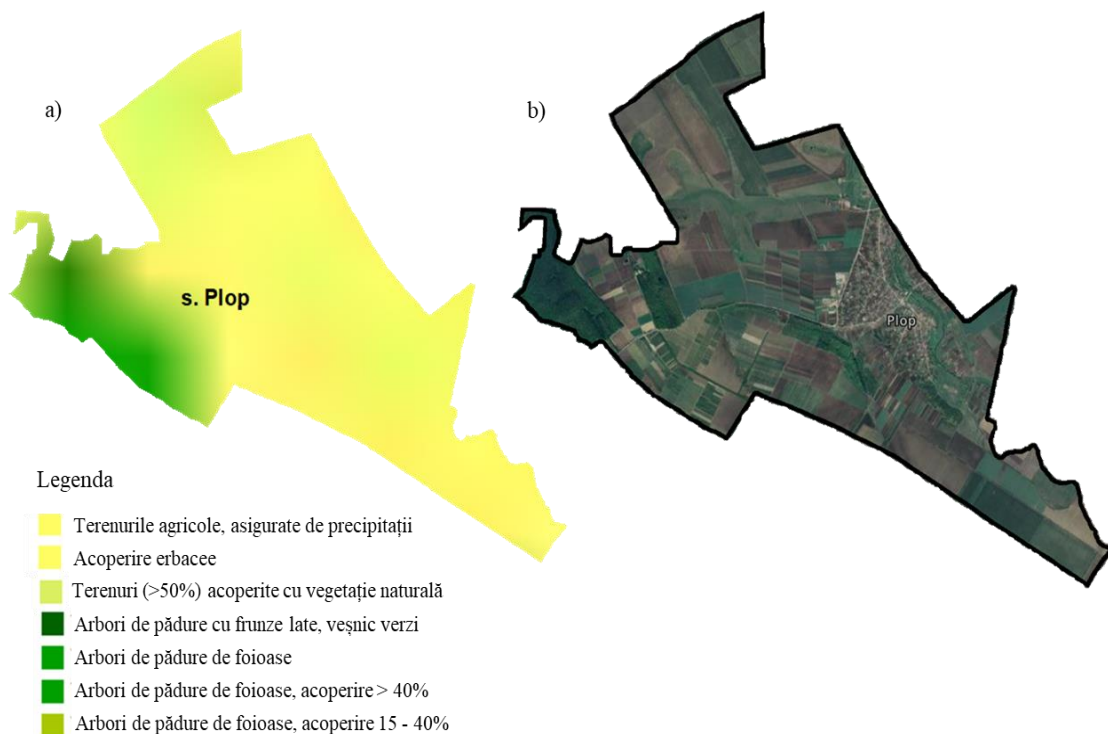 a)
b)
s. Plop
Plop
Legenda
Terenurile agricole, asigurate de precipitații
Acoperire erbacee
Terenuri (>50%) acoperite cu vegetație naturală
Arbori de pădure cu frunze late, veșnic verzi
Arbori de pădure de foioase
Arbori de pădure de foioase, acoperire > 40%
Arbori de pădure de foioase, acoperire 15 - 40%